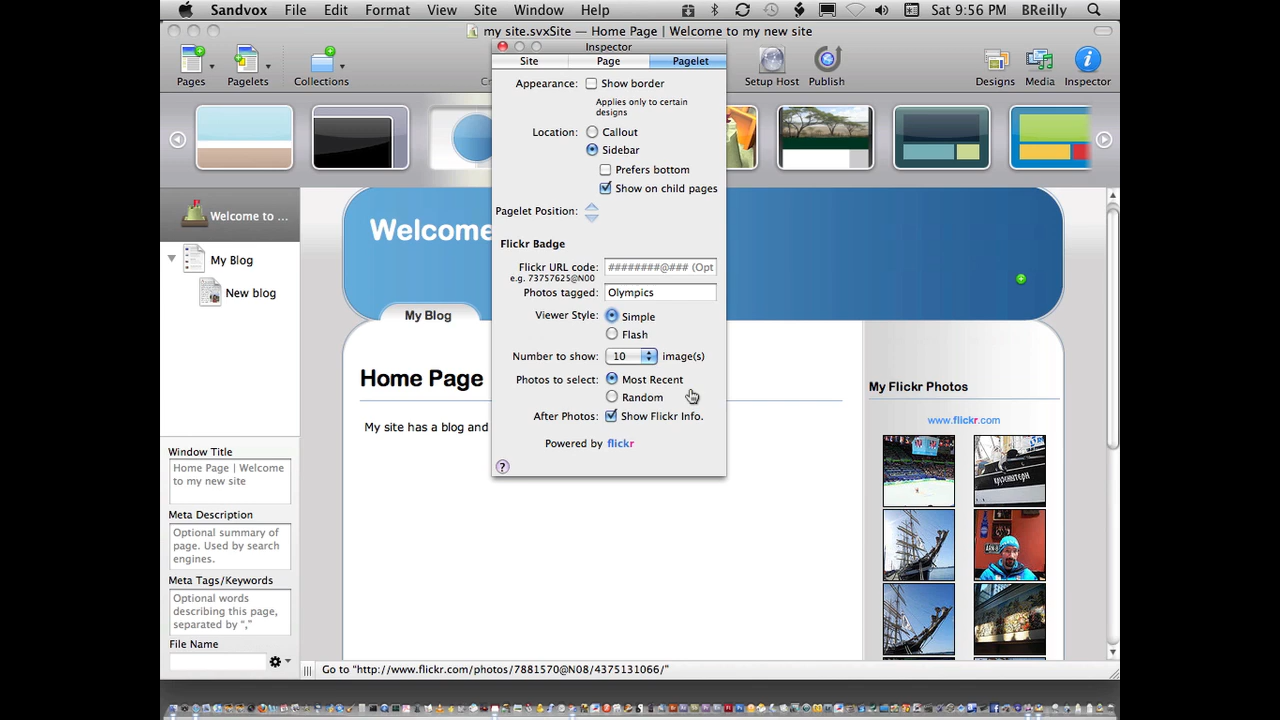 Sandvox File Edit Format View Site Window Help Sat 9:56 PM BReilly
my site.svxSite — Home Page | Welcome to my new site
Inspector
Pages Pagelets Collections Setup Host Publish Designs Media Inspector
Site Page Pagelet
Appearance: Show border
Applies only to certain
designs
Location: Callout
Sidebar
Prefers bottom
Show on child pages
Pagelet Position:
Flickr Badge
Flickr URL code: ########@### (Opt
e.g. 73757625@N00
Photos tagged: Olympics
Viewer Style: Simple
Flash
Number to show: 10 image(s)
Photos to select: Most Recent
Random
After Photos: Show Flickr Info.
Powered by flickr
?
Welcome to ...
My Blog
New blog
Window Title
Home Page | Welcome
to my new site
Meta Description
Optional summary of
page. Used by search
engines.
Meta Tags/Keywords
Optional words
describing this page,
separated by “,”
File Name
Welcome
My Blog
Home Page
My site has a blog and
My Flickr Photos
www.flickr.com
Go to "http://www.flickr.com/photos/7881570@N08/4375131066/"